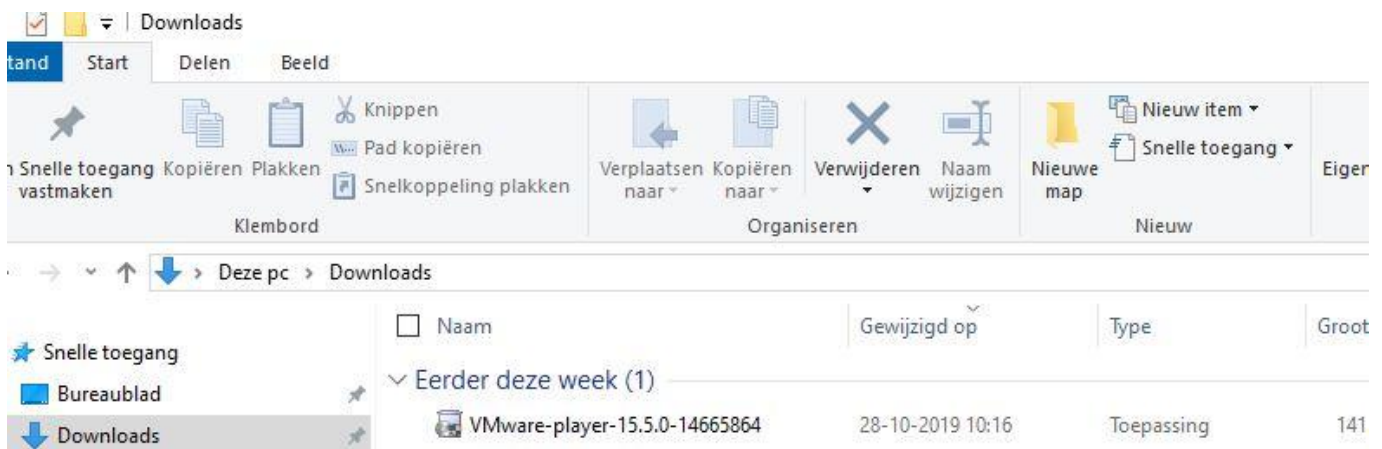 Downloads
tand Start Delen Beeld
Snelle toegang vastmaken
Kopiëren
Plakken
Knippen
Pad kopiëren
Snelkoppeling plakken
Klembord
Verplaatsen naar
Kopiëren naar
Verwijderen
Naam wijzigen
Organiseren
Nieuwe map
Nieuw item
Snelle toegang
Nieuw
Eiger
Deze pc > Downloads
Naam Gewijzigd op Type Groot
Snelle toegang
Bureaublad
Downloads
Eerder deze week (1)
VMware-player-15.5.0-14665864 28-10-2019 10:16 Toepassing 141